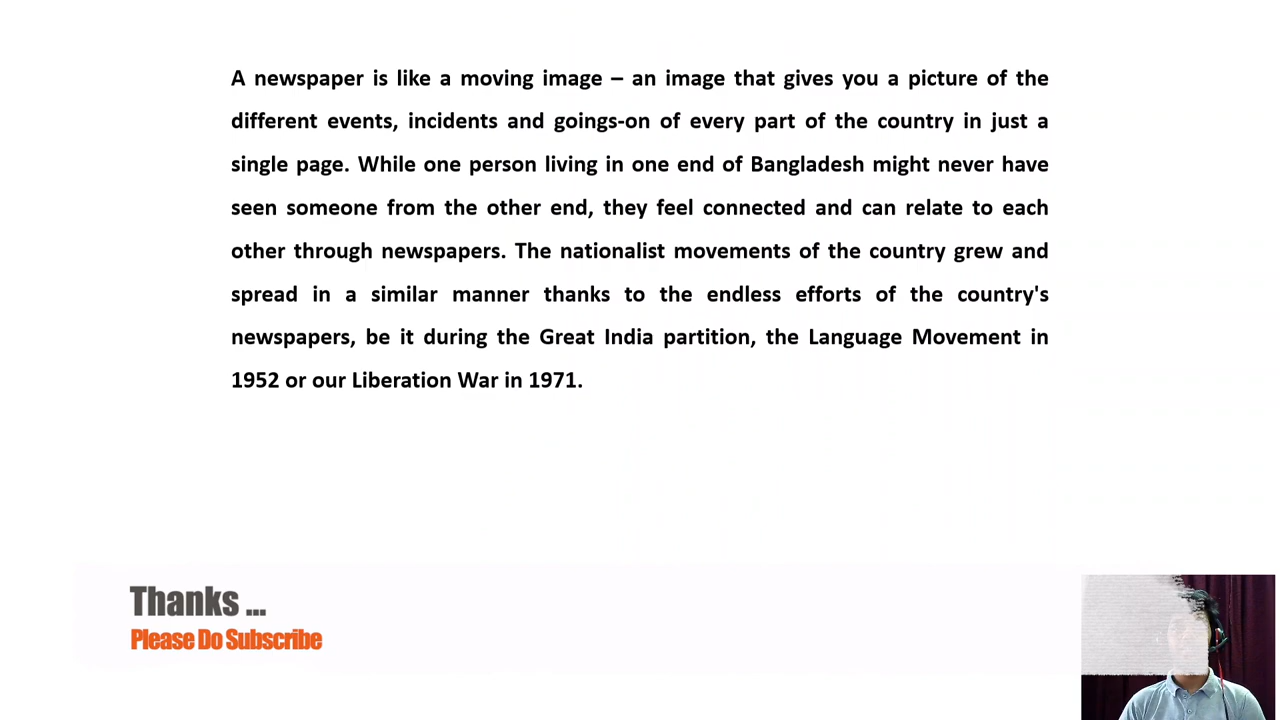 A newspaper is like a moving image – an image that gives you a picture of the
different events, incidents and goings-on of every part of the country in just a
single page. While one person living in one end of Bangladesh might never have
seen someone from the other end, they feel connected and can relate to each
other through newspapers. The nationalist movements of the country grew and
spread in a similar manner thanks to the endless efforts of the country's
newspapers, be it during the Great India partition, the Language Movement in
1952 or our Liberation War in 1971.
Thanks ...
Please Do Subscribe